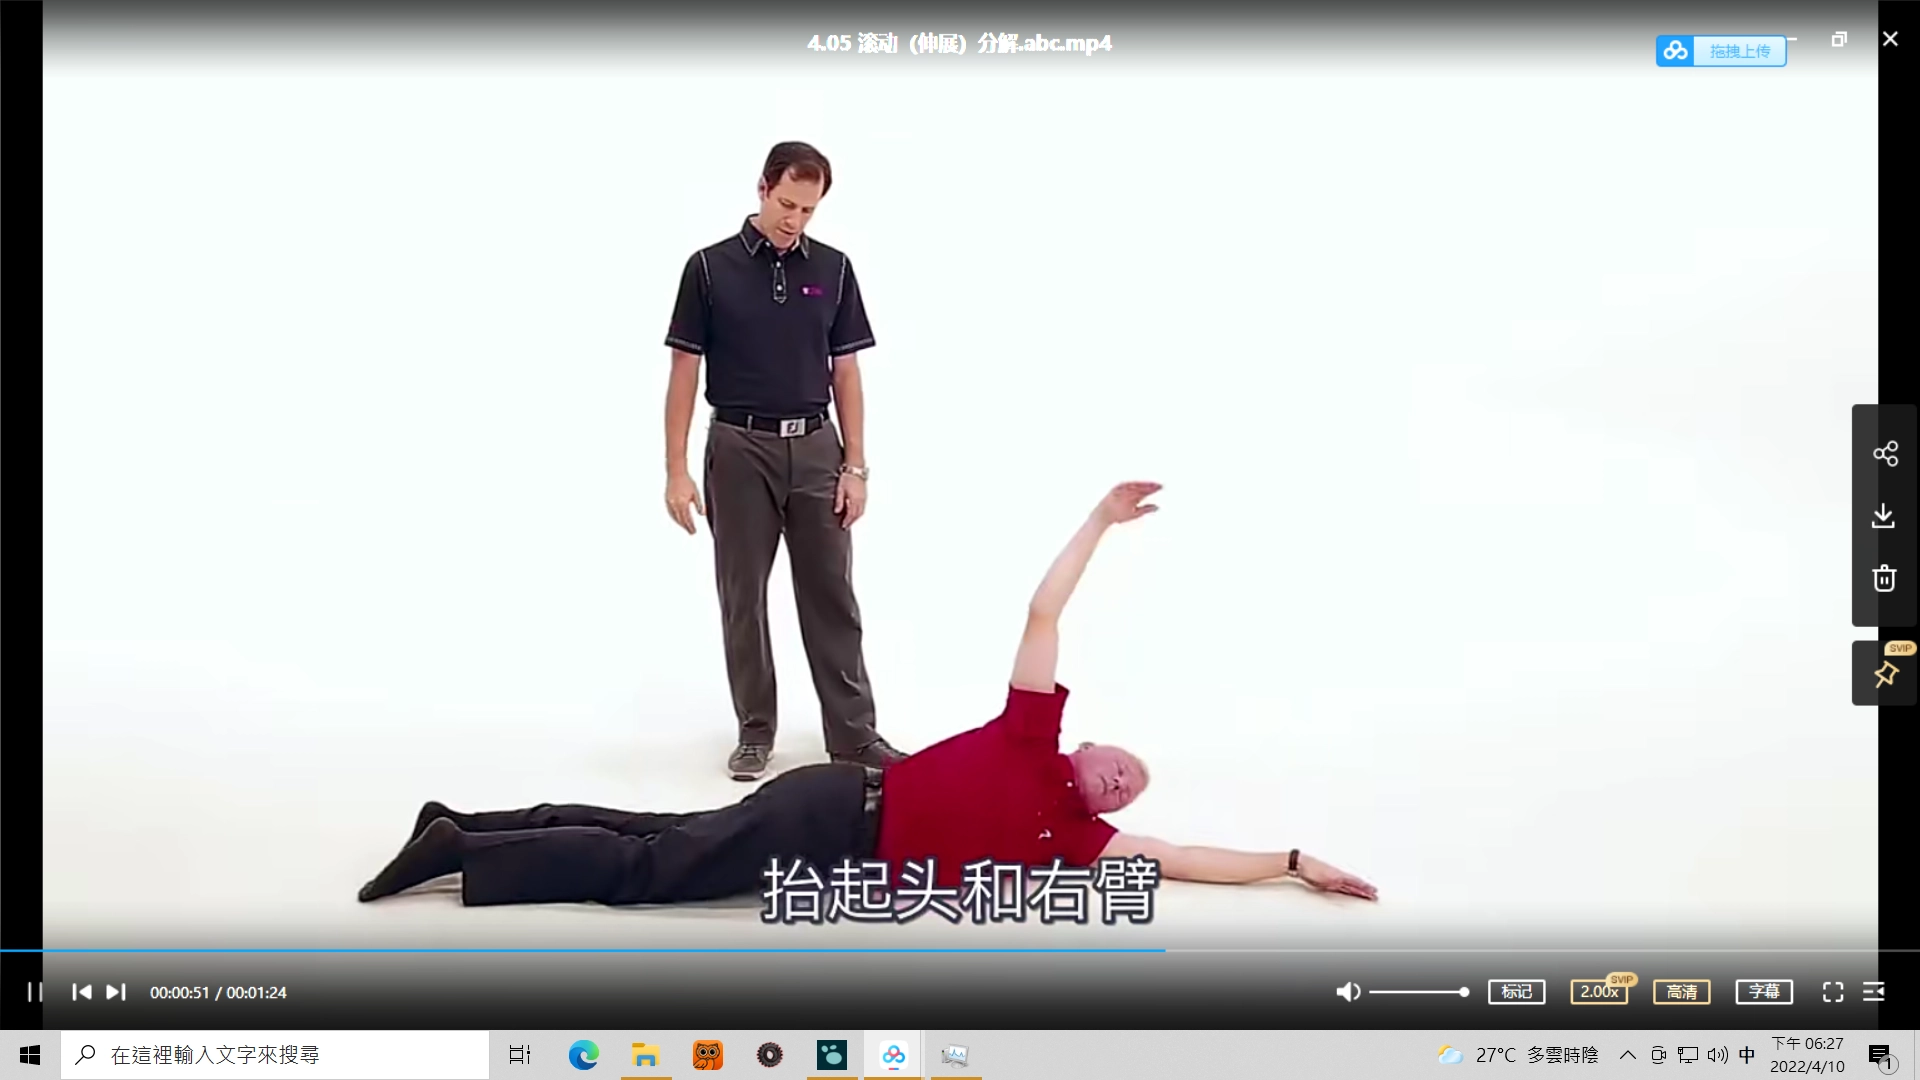 4.05 滚动（伸展）分解.abc.mp4
拖拽上传
SVIP
抬起头和右臂
00:00:51 / 00:01:24
标记
2.00x
SVIP
高清
字幕
在這裡輸入文字來搜尋
27°C 多雲時陰
中
下午 06:27
2022/4/10
1